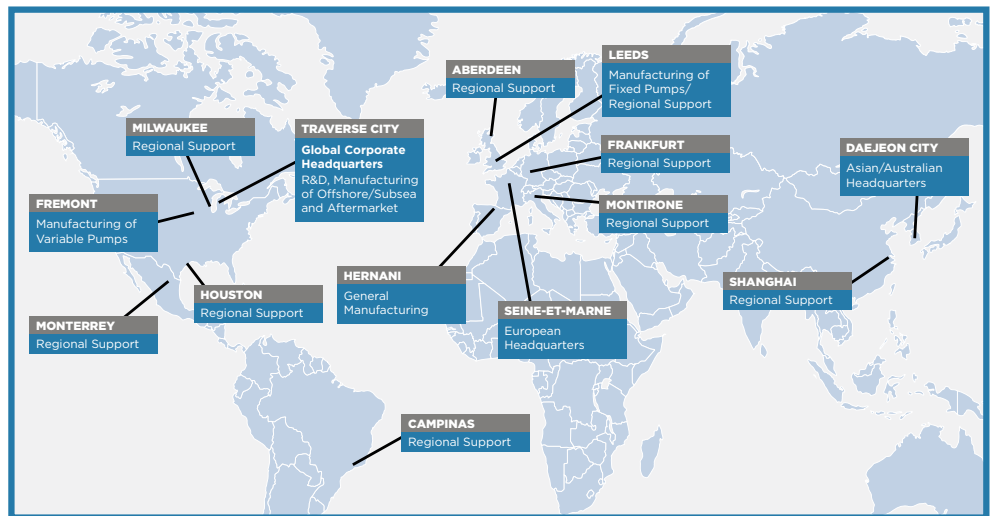 LEEDS
Manufacturing of
Fixed Pumps/
Regional Support
ABERDEEN
Regional Support
MILWAUKEE
Regional Support
TRAVERSE CITY
Global Corporate
Headquarters
R&D, Manufacturing
of Offshore/Subsea
and Aftermarket
FRANKFURT
Regional Support
DAEJEON CITY
Asian/Australian
Headquarters
FREMONT
Manufacturing of
Variable Pumps
MONTIRONE
Regional Support
HERNANI
General
Manufacturing
SHANGHAI
Regional Support
HOUSTON
Regional Support
SEINE-ET-MARNE
European
Headquarters
MONTERREY
Regional Support
CAMPINAS
Regional Support